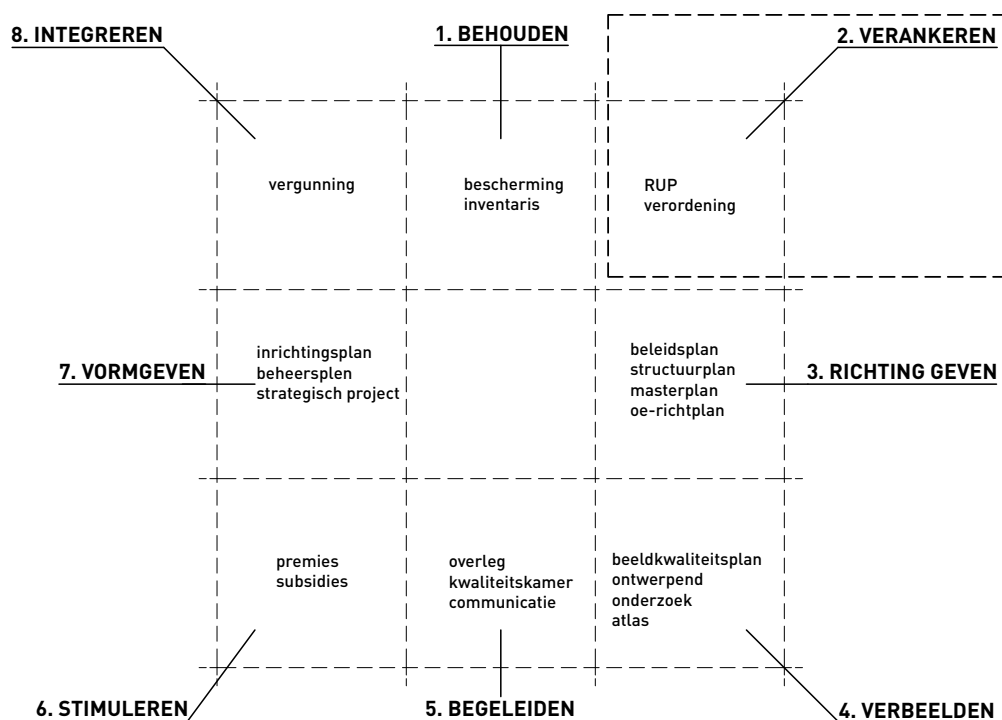 8. INTEGREREN
1. BEHOUDEN
2. VERANKEREN
vergunning
bescherming
inventaris
RUP
verordening
7. VORMGEVEN
inrichtingsplan
beheersplen
strategisch project
beleidsplan
structuurplan
masterplan
oe-richtplan
3. RICHTING GEVEN
premies
subsidies
overleg
kwaliteitskamer
communicatie
beeldkwaliteitsplan
ontwerpend
onderzoek
atlas
6. STIMULEREN
5. BEGELEIDEN
4. VERBEELDEN